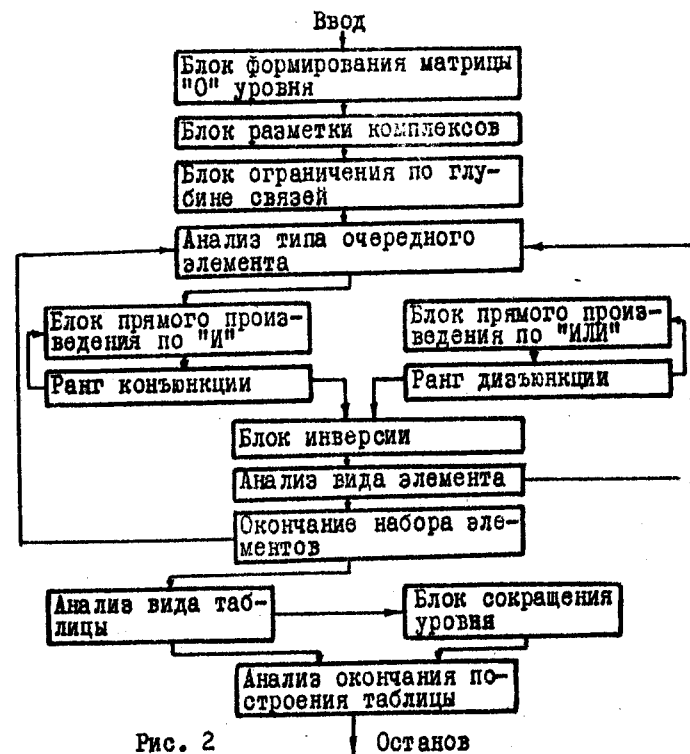 Ввод
Блок формирования матрицы
"О" уровня
Блок разметки комплексов
Блок ограничения по глу-
бине связей
Анализ типа очередного
элемента
Блок прямого произ-
ведения по "И"
Блок прямого произ-
ведения по "ИЛИ"
Ранг конъюнкции
Ранг дизъюнкции
Блок инверсии
Анализ вида элемента
Окончание набора эле-
ментов
Анализ вида таб-
лицы
Блок сокращения
уровня
Анализ окончания по-
строения таблицы
Рис. 2
Останов